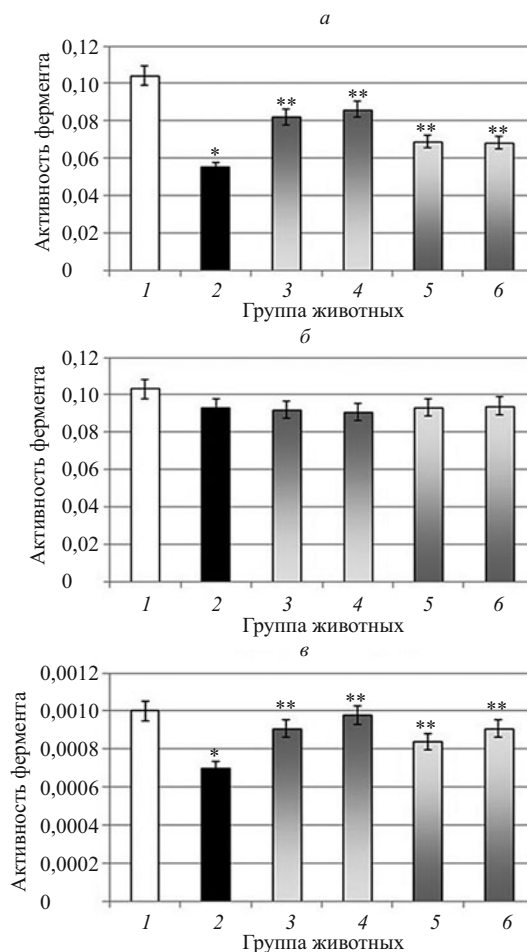 а
Активность фермента
0,12
0,10
0,08
0,06
0,04
0,02
0
*
**
**
**
**
1 2 3 4 5 6
Группа животных
б
Активность фермента
0,12
0,10
0,08
0,06
0,04
0,02
0
1 2 3 4 5 6
Группа животных
в
Активность фермента
0,0012
0,0010
0,0008
0,0006
0,0004
0,0002
0
*
**
**
**
**
1 2 3 4 5 6
Группа животных